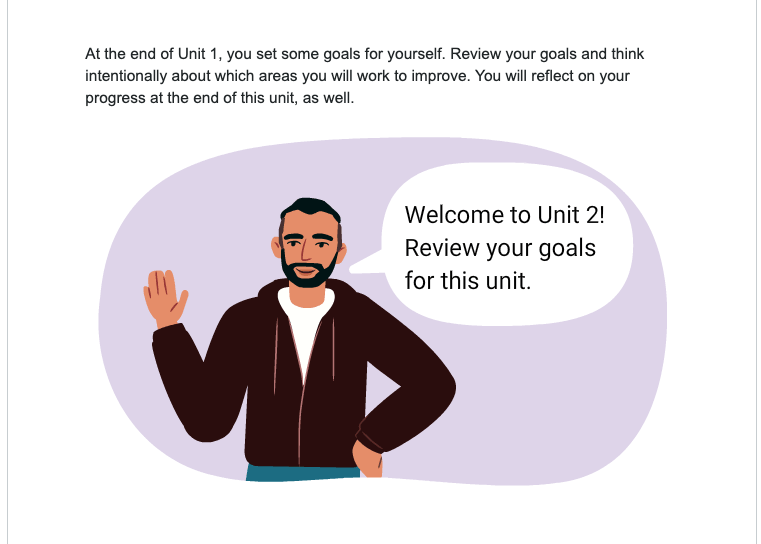 At the end of Unit 1, you set some goals for yourself. Review your goals and think
intentionally about which areas you will work to improve. You will reflect on your
progress at the end of this unit, as well.
Welcome to Unit 2!
Review your goals
for this unit.